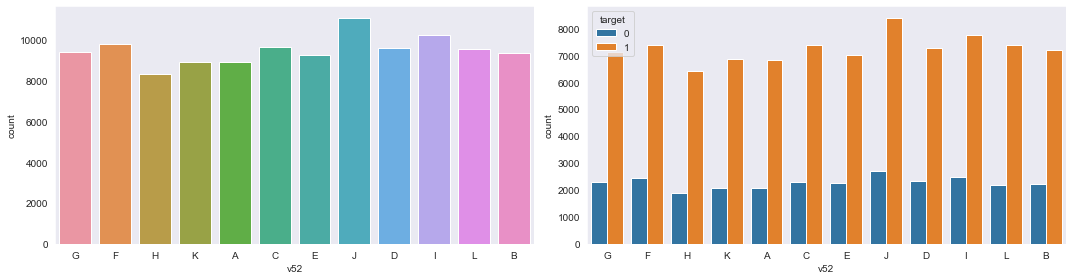 10000
8000
6000
4000
2000
0
count
G F H K A C E J D I L B
v52
8000
7000
6000
5000
4000
3000
2000
1000
0
count
target
0
1
G F H K A C E J D I L B
v52